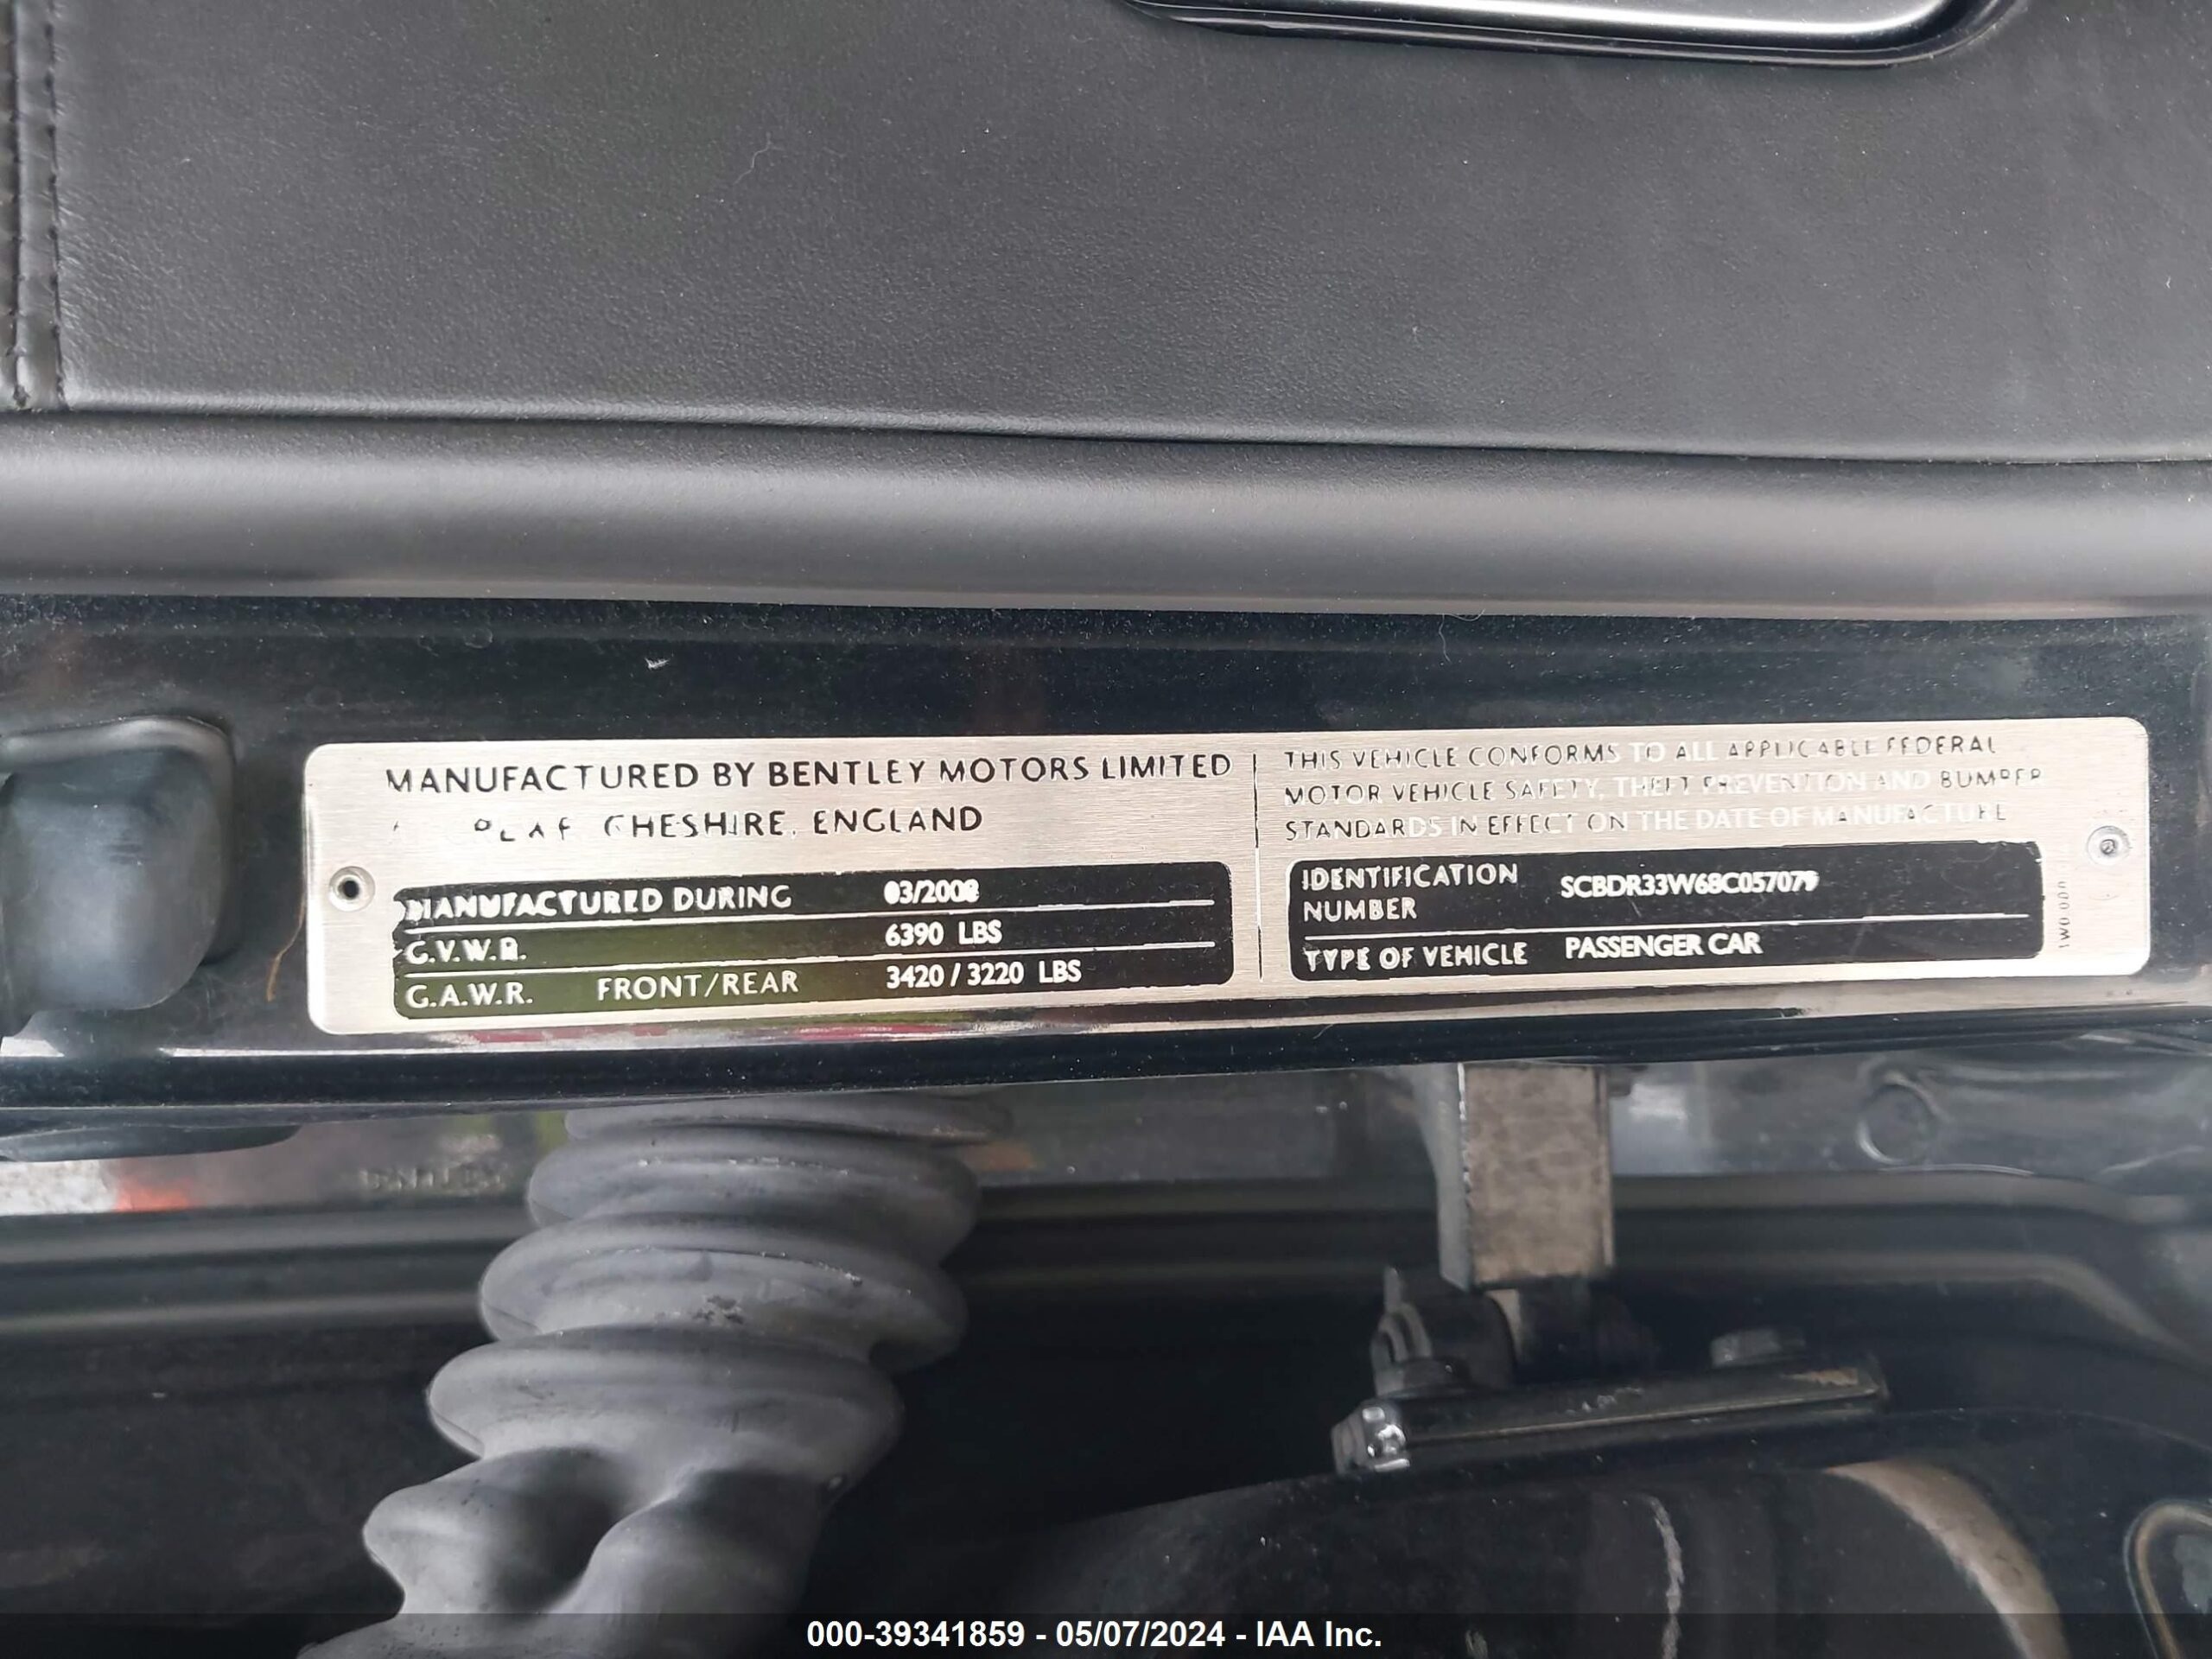 MANUFACTURED BY BENTLEY MOTORS LIMITED
CHESHIRE, ENGLAND
MANUFACTURED DURING 03/2008
G.V.W.R. 6390 LBS
G.A.W.R. FRONT/REAR 3420 / 3220 LBS
THIS VEHICLE CONFORMS TO ALL APPLICABLE FEDERAL
MOTOR VEHICLE SAFETY, THEFT PREVENTION AND BUMPER
STANDARDS IN EFFECT ON THE DATE OF MANUFACTURE
IDENTIFICATION
NUMBER SCBDR33W68C057075
TYPE OF VEHICLE PASSENGER CAR
000-39341859 - 05/07/2024 - IAA Inc.